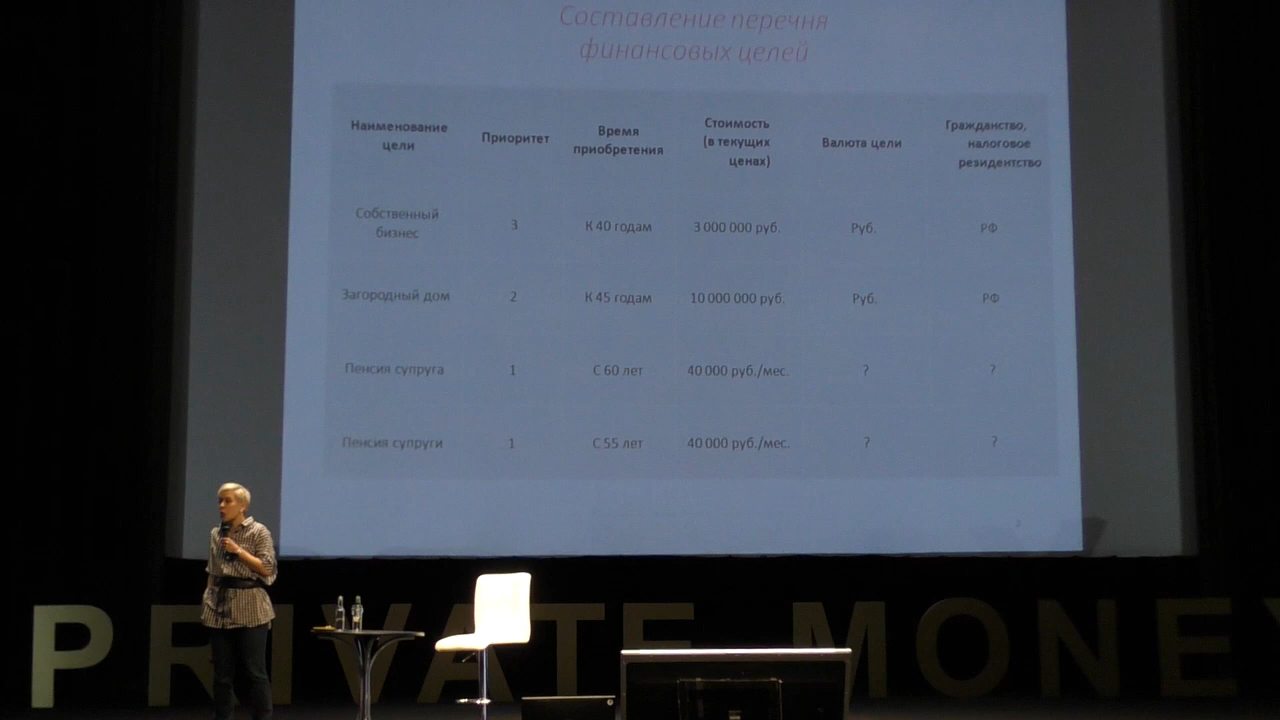 Составление перечня
финансовых целей
Наименование цели Приоритет Время приобретения Стоимость (в текущих ценах) Валюта цели Гражданство, налоговое резидентство
Собственный бизнес 3 К 40 годам 3 000 000 руб. Руб. РФ
Загородный дом 2 К 45 годам 10 000 000 руб. Руб. РФ
Пенсия супруга 1 С 60 лет 40 000 руб./мес. ? ?
Пенсия супруги 1 С 55 лет 40 000 руб./мес. ? ?
2
PRIVATE MONEY